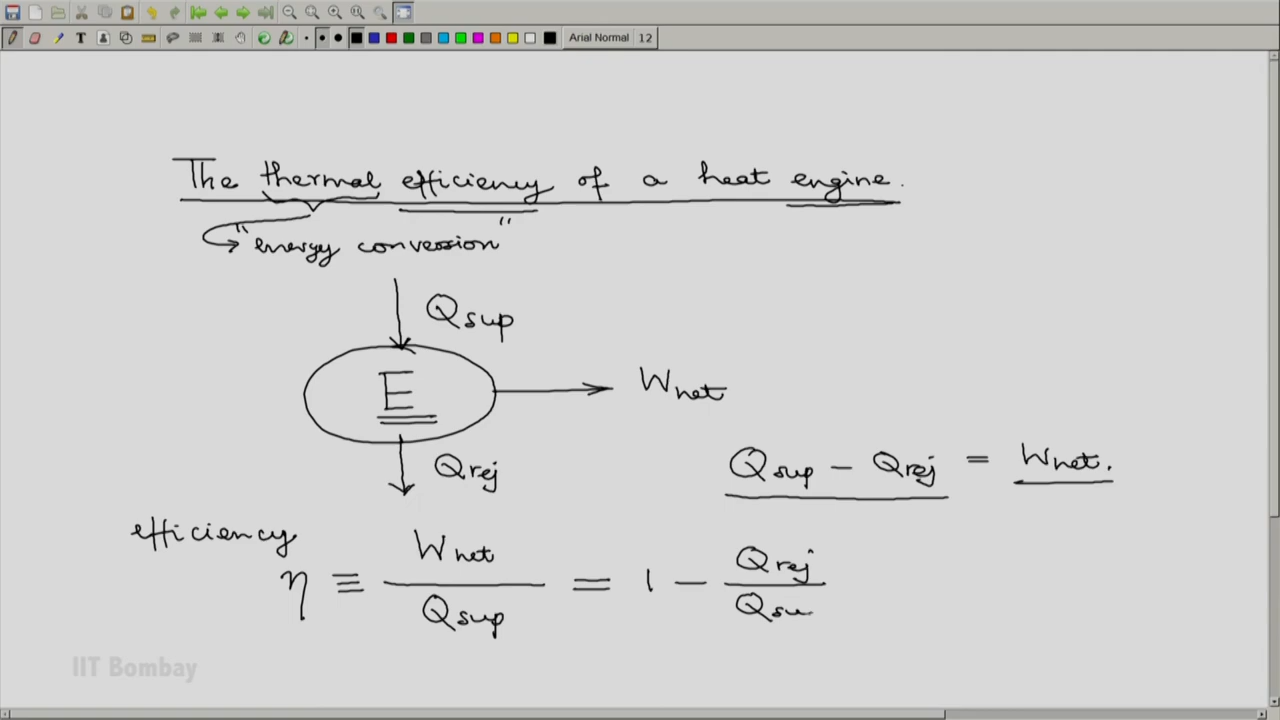 Arial Normal 12
The thermal efficiency of a heat engine.
"energy conversion"
Qsup
E
Wnet
Qrej
Qsup - Qrej = Wnet.
efficiency
η ≡ Wnet / Qsup = 1 - Qrej / Qsu
IIT Bombay